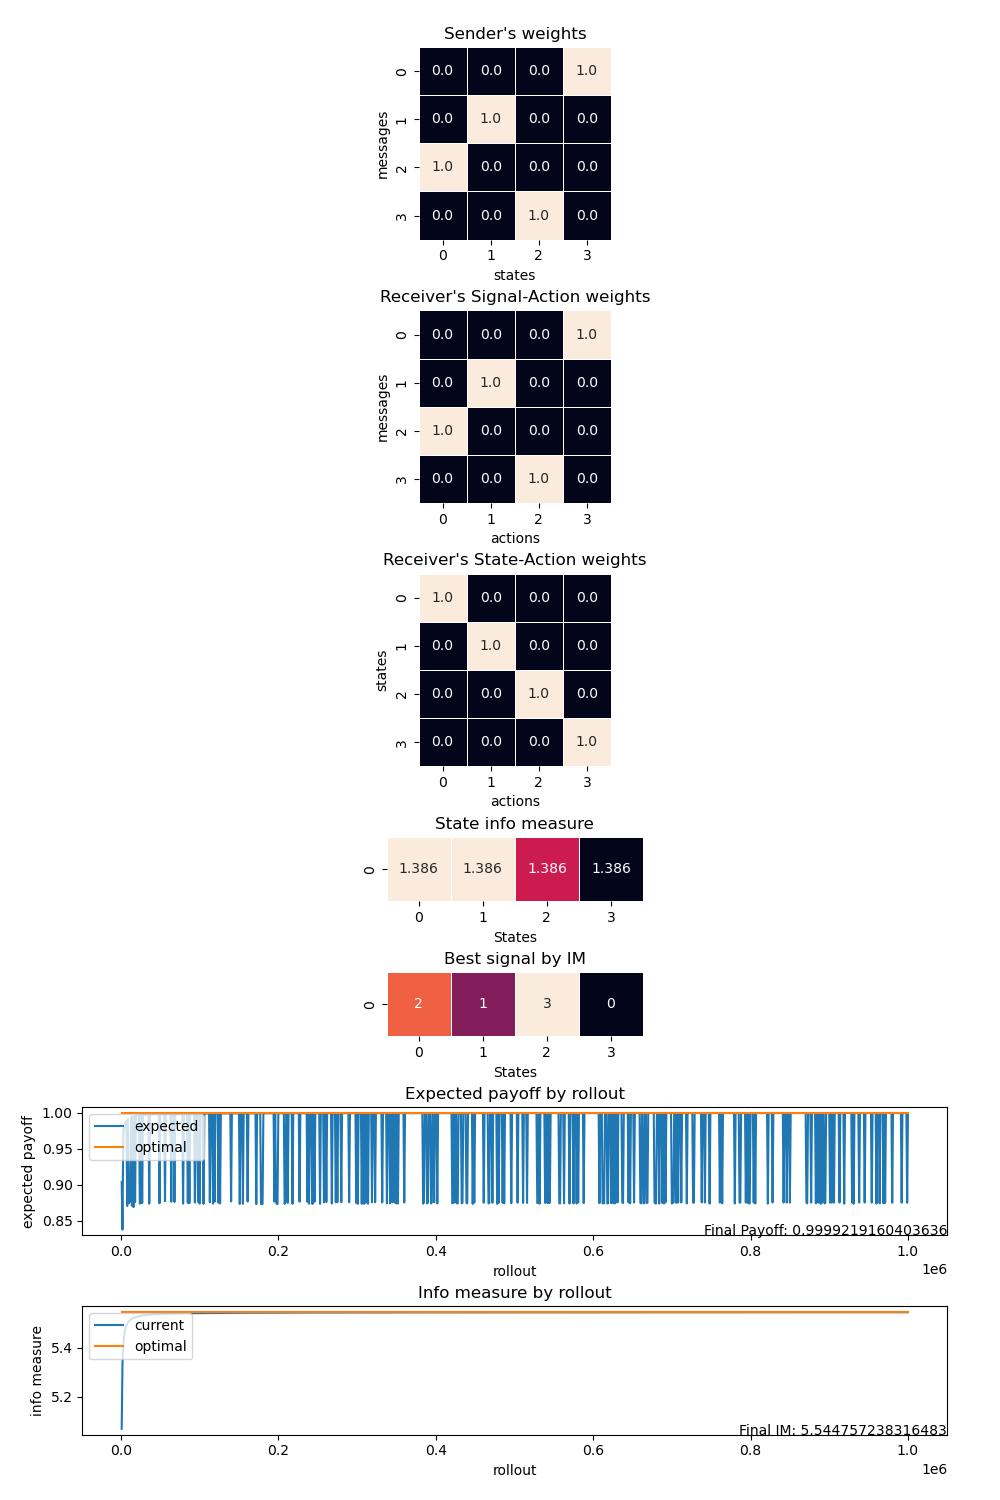 Sender's weights
messages
0 0.0 0.0 0.0 1.0
1 0.0 1.0 0.0 0.0
2 1.0 0.0 0.0 0.0
3 0.0 0.0 1.0 0.0
0 1 2 3
states
Receiver's Signal-Action weights
messages
0 0.0 0.0 0.0 1.0
1 0.0 1.0 0.0 0.0
2 1.0 0.0 0.0 0.0
3 0.0 0.0 1.0 0.0
0 1 2 3
actions
Receiver's State-Action weights
states
0 1.0 0.0 0.0 0.0
1 0.0 1.0 0.0 0.0
2 0.0 0.0 1.0 0.0
3 0.0 0.0 0.0 1.0
0 1 2 3
actions
State info measure
0 1.386 1.386 1.386 1.386
0 1 2 3
States
Best signal by IM
0 2 1 3 0
0 1 2 3
States
Expected payoff by rollout
expected payoff
1.00
0.95
0.90
0.85
expected
optimal
Final Payoff: 0.9999219160403636
0.0 0.2 0.4 0.6 0.8 1.0
1e6
rollout
Info measure by rollout
info measure
5.4
5.2
current
optimal
Final IM: 5.544757238316483
0.0 0.2 0.4 0.6 0.8 1.0
1e6
rollout